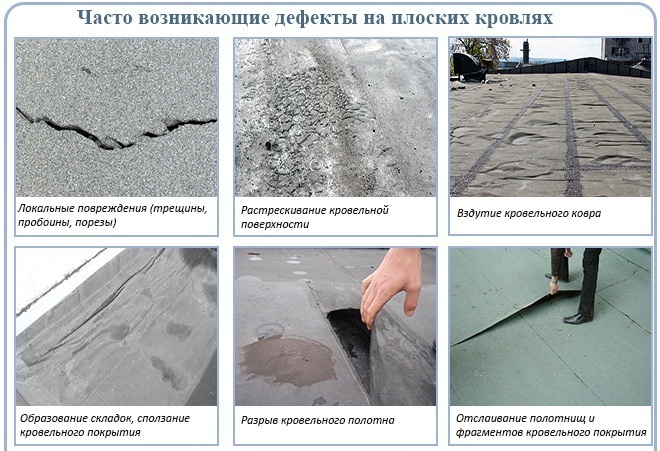 Часто возникающие дефекты на плоских кровлях
Локальные повреждения (трещины,
пробоины, порезы)
Растрескивание кровельной
поверхности
Вздутие кровельного ковра
Образование складок, сползание
кровельного покрытия
Разрыв кровельного полотна
Отслаивание полотнищ и
фрагментов кровельного покрытия